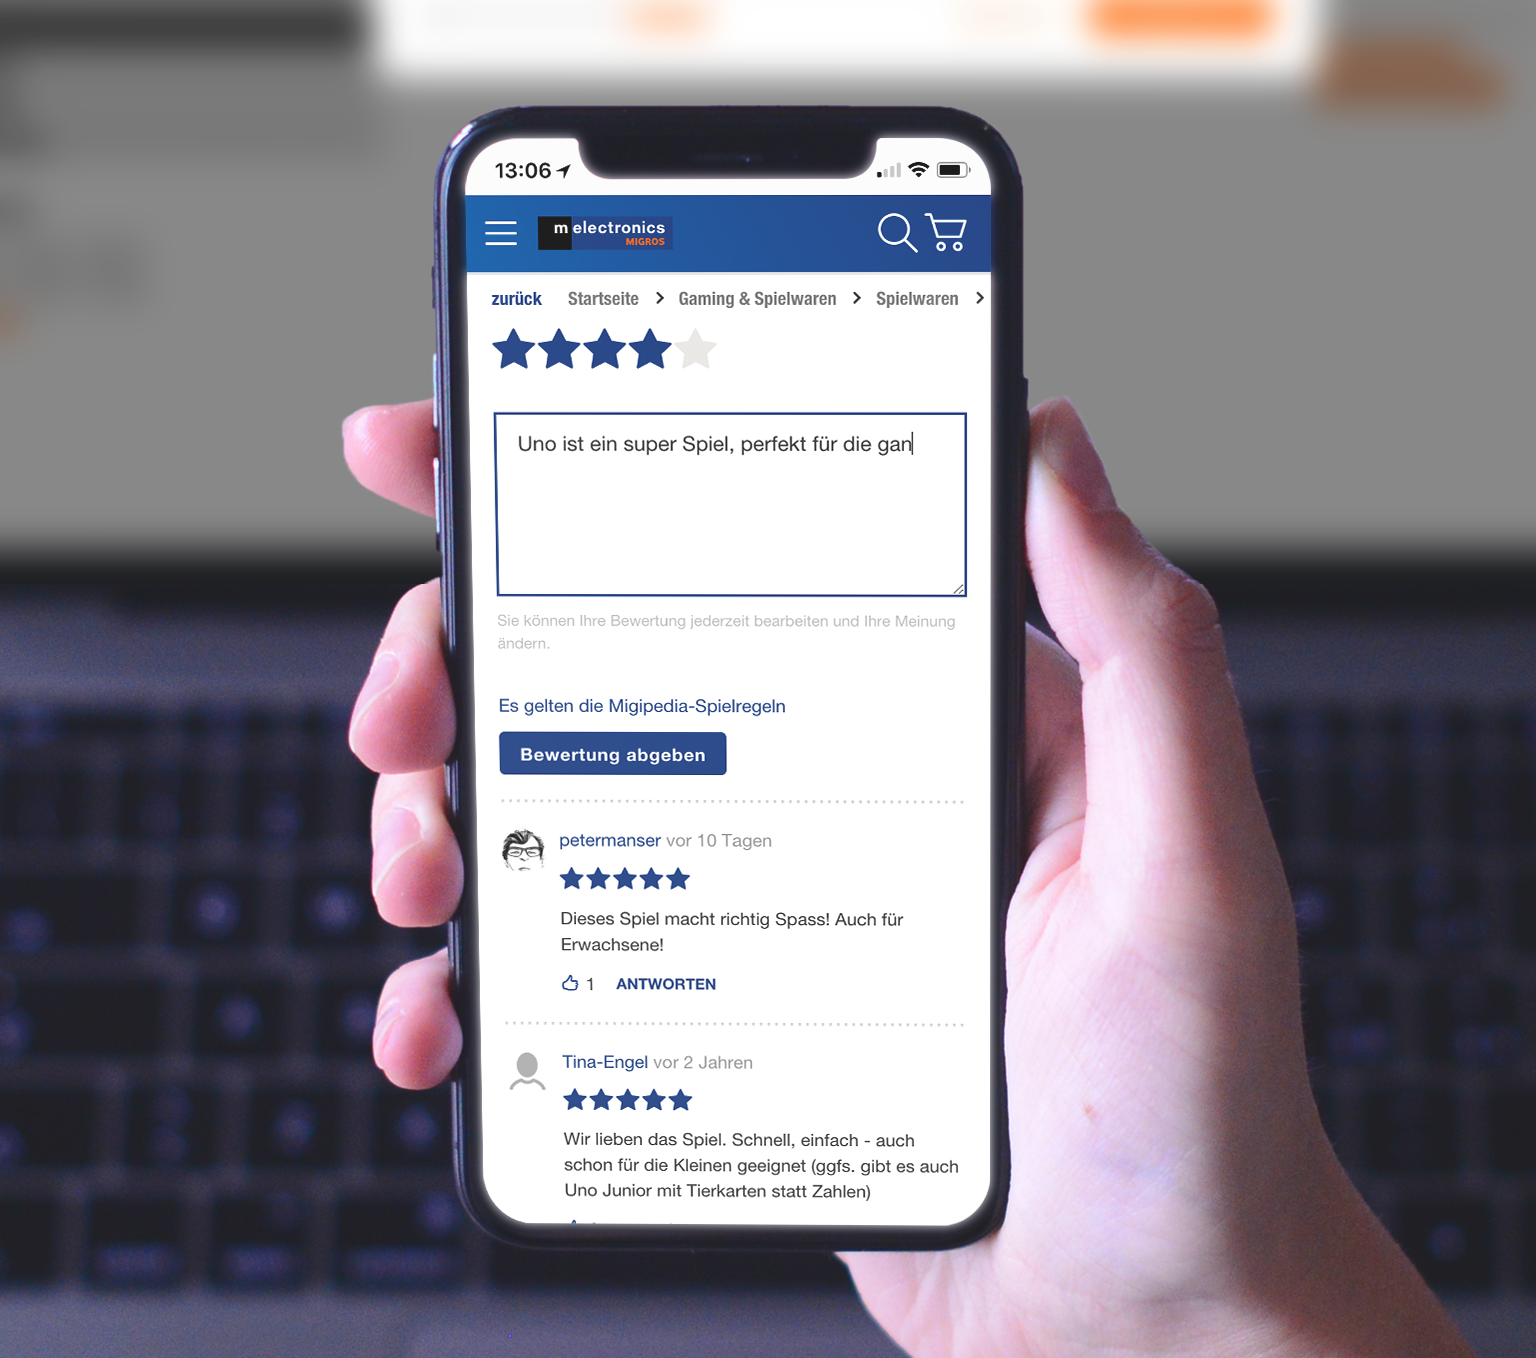 13:06
m electronics
MIGROS
zurück Startseite Gaming & Spielwaren Spielwaren
Uno ist ein super Spiel, perfekt für die gan
Sie können Ihre Bewertung jederzeit bearbeiten und Ihre Meinung
ändern.
Es gelten die Migipedia-Spielregeln
Bewertung abgeben
petermanser vor 10 Tagen
Dieses Spiel macht richtig Spass! Auch für
Erwachsene!
1 ANTWORTEN
Tina-Engel vor 2 Jahren
Wir lieben das Spiel. Schnell, einfach - auch
schon für die Kleinen geeignet (ggfs. gibt es auch
Uno Junior mit Tierkarten statt Zahlen)